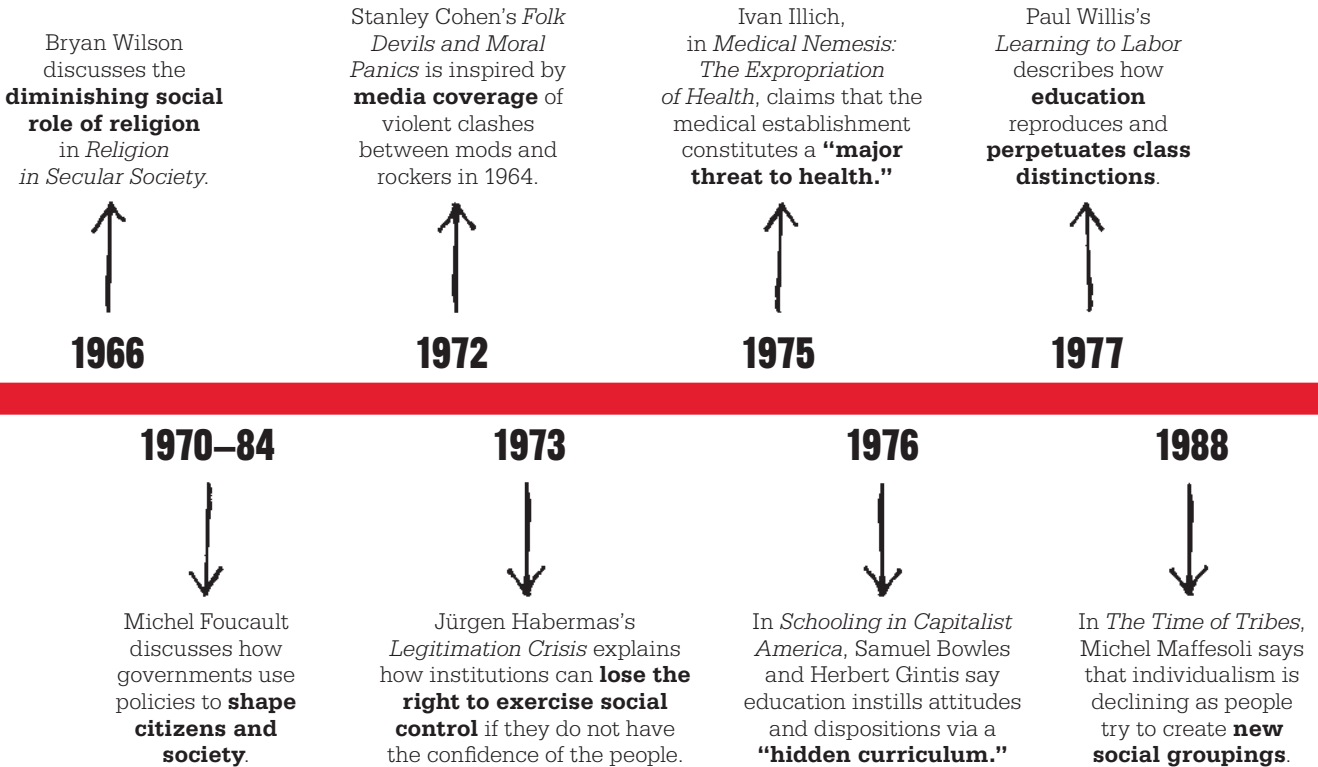 Bryan Wilson
discusses the
diminishing social
role of religion
in Religion
in Secular Society.
Stanley Cohen's Folk
Devils and Moral
Panics is inspired by
media coverage of
violent clashes
between mods and
rockers in 1964.
Ivan Illich,
in Medical Nemesis:
The Expropriation
of Health, claims that the
medical establishment
constitutes a “major
threat to health.”
Paul Willis's
Learning to Labor
describes how
education
reproduces and
perpetuates class
distinctions.
1966
1972
1975
1977
1970–84
1973
1976
1988
Michel Foucault
discusses how
governments use
policies to shape
citizens and
society.
Jürgen Habermas's
Legitimation Crisis explains
how institutions can lose the
right to exercise social
control if they do not have
the confidence of the people.
In Schooling in Capitalist
America, Samuel Bowles
and Herbert Gintis say
education instills attitudes
and dispositions via a
“hidden curriculum.”
In The Time of Tribes,
Michel Maffesoli says
that individualism is
declining as people
try to create new
social groupings.